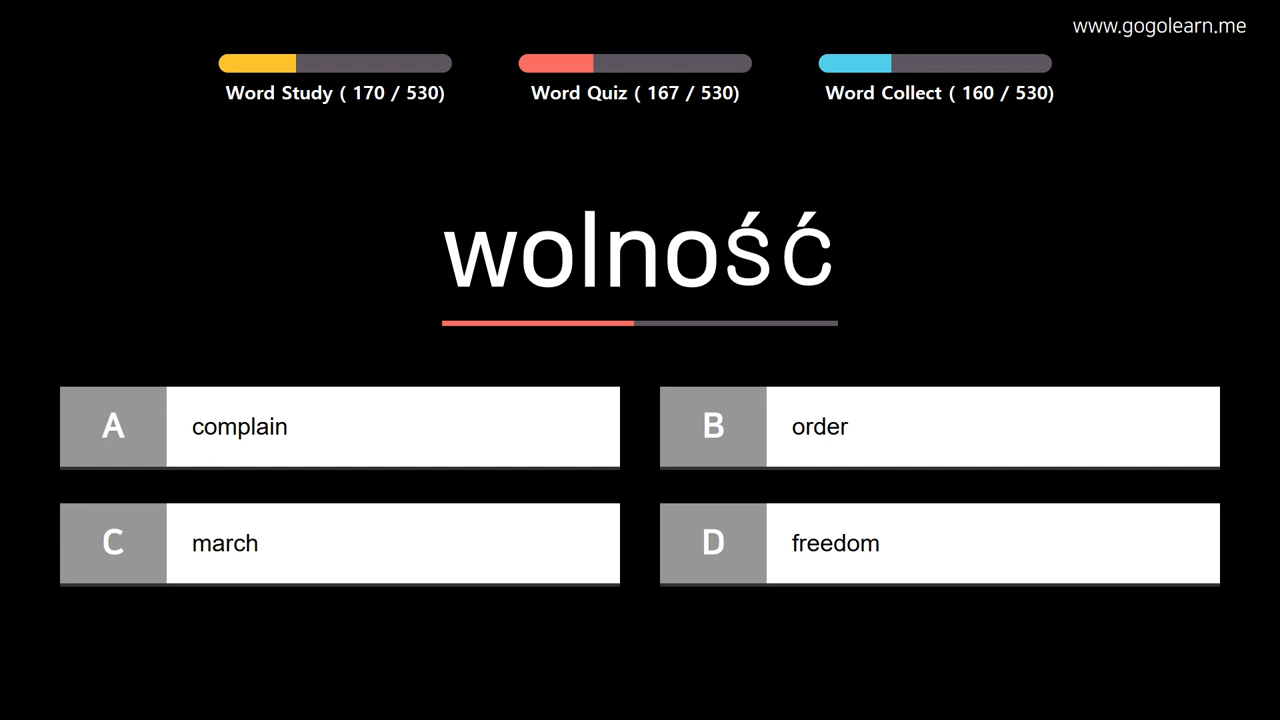 www.gogolearn.me
Word Study ( 170 / 530)
Word Quiz ( 167 / 530)
Word Collect ( 160 / 530)
wolność
A complain
B order
C march
D freedom